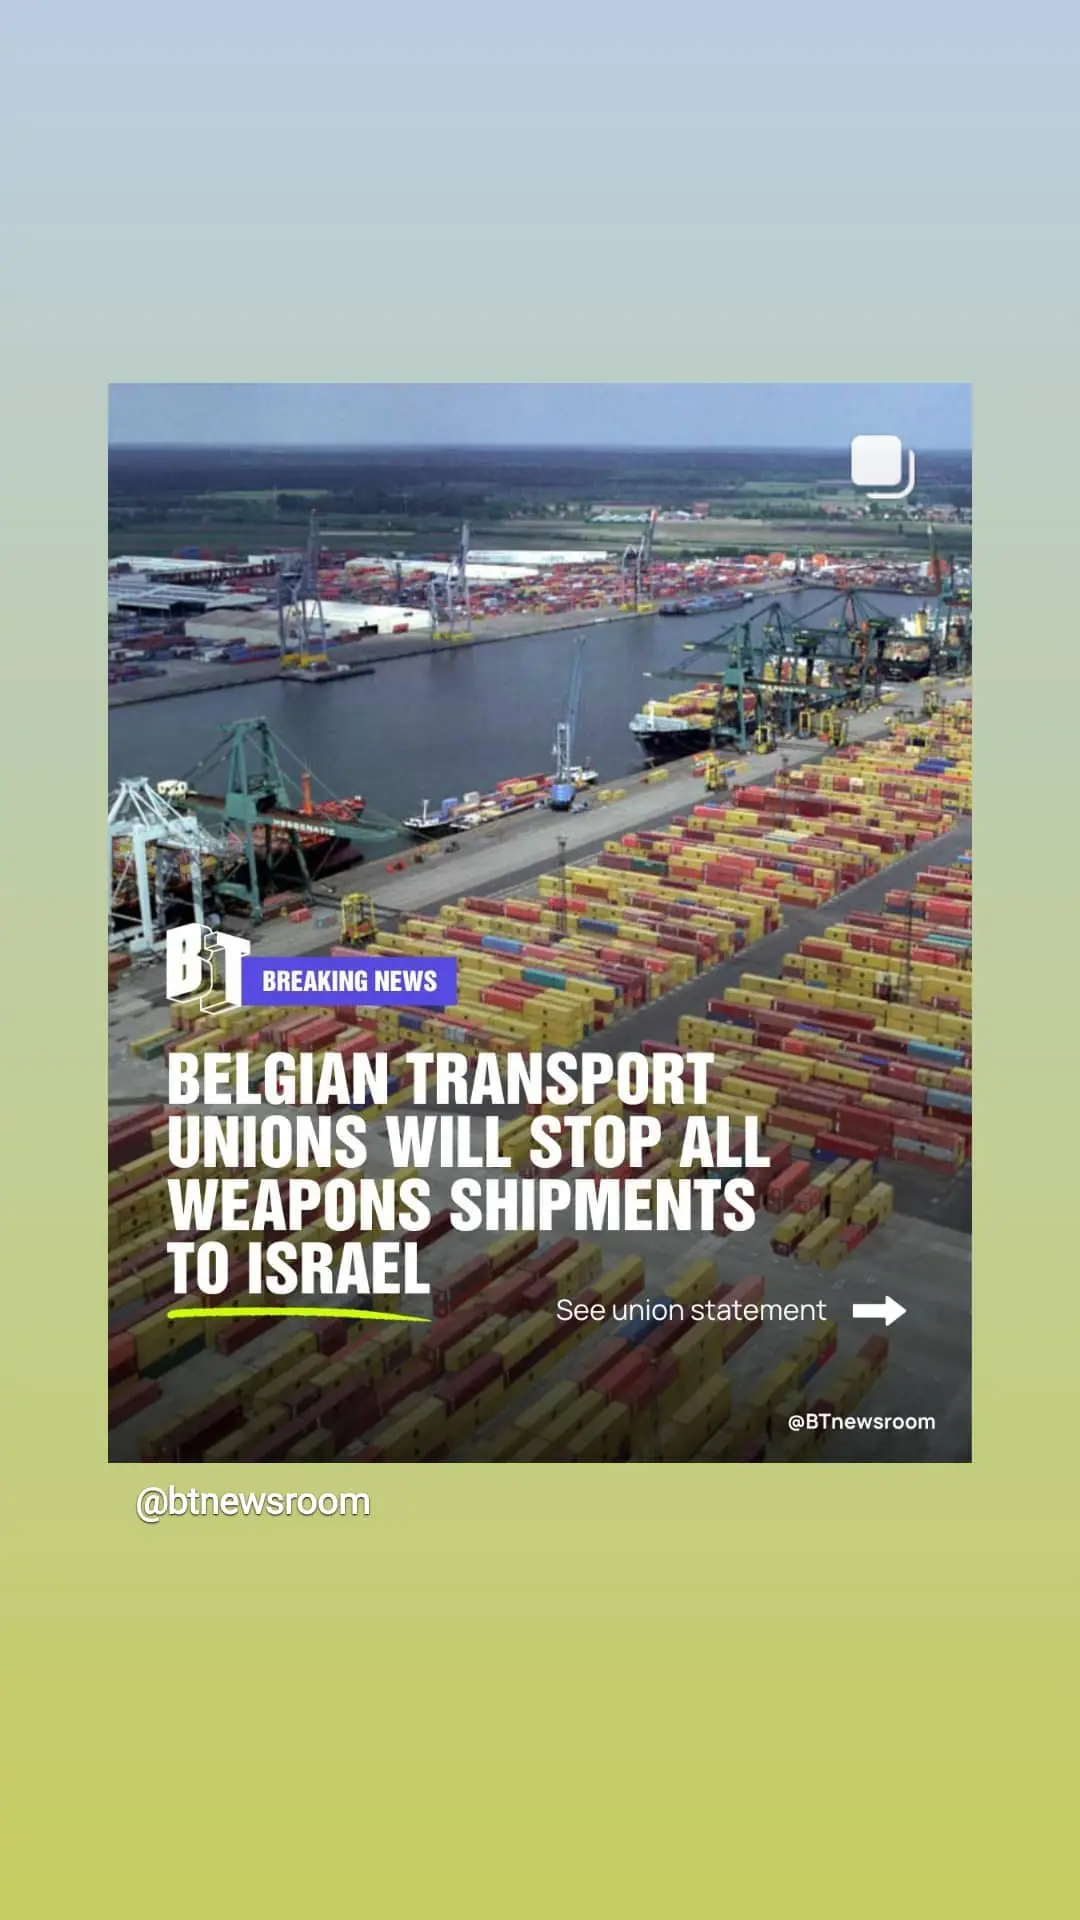 BT
BREAKING NEWS
BELGIAN TRANSPORT
UNIONS WILL STOP ALL
WEAPONS SHIPMENTS
TO ISRAEL
See union statement
@BTnewsroom
@btnewsroom